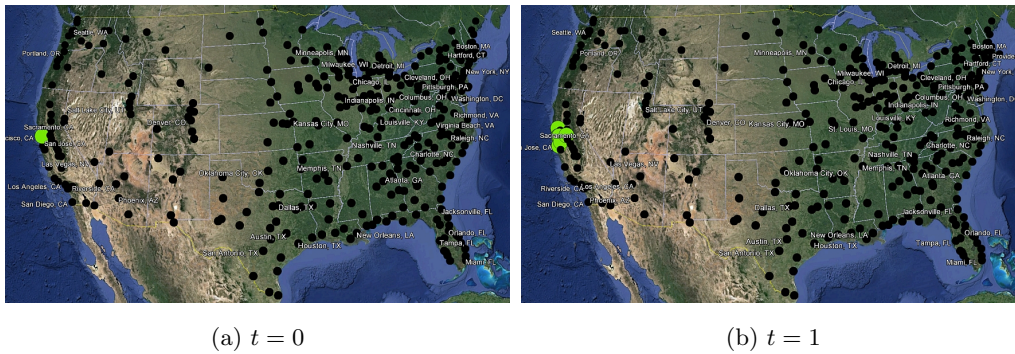 Seattle, WA
Portland, OR
Minneapolis, MN
Milwaukee, WI
Detroit, MI
Boston, MA
Hartford, CT
New York, NY
Chicago, IL
Cleveland, OH
Pittsburgh, PA
Columbus, OH
Washington, DC
Indianapolis, IN
Cincinnati, OH
Denver, CO
Kansas City, MO
Louisville, KY
Richmond, VA
Virginia Beach, VA
Sacramento, CA
cisco, CA
San Jose, CA
Raleigh, NC
Nashville, TN
Charlotte, NC
Las Vegas, NV
Memphis, TN
Oklahoma City, OK
Atlanta, GA
Los Angeles, CA
Riverside, CA
Phoenix, AZ
San Diego, CA
Dallas, TX
Jacksonville, FL
Austin, TX
New Orleans, LA
Houston, TX
San Antonio, TX
Orlando, FL
Tampa, FL
Miami, FL
Seattle, WA
Portland, OR
Minneapolis, MN
Milwaukee, WI
Detroit, MI
Boston, MA
Provide
Hartford, CT
New York,
Chicago, IL
Cleveland, OH
Pittsburgh, PA
Columbus, OH
Washington, DC
Indianapolis, IN
Salt Lake City, UT
Denver, CO
Kansas City, MO
Louisville, KY
Richmond, VA
St. Louis, MO
Sacramento, CA
Jose, CA
Raleigh, NC
Nashville, TN
Charlotte, NC
Las Vegas, NV
Memphis, TN
Oklahoma City, OK
Atlanta, GA
Riverside, CA
Los Angeles, CA
Phoenix, AZ
San Diego, CA
Dallas, TX
Jacksonville, FL
Austin, TX
New Orleans, LA
Houston, TX
San Antonio, TX
Orlando, FL
Tampa, FL
Miami, FL
(a) t = 0
(b) t = 1